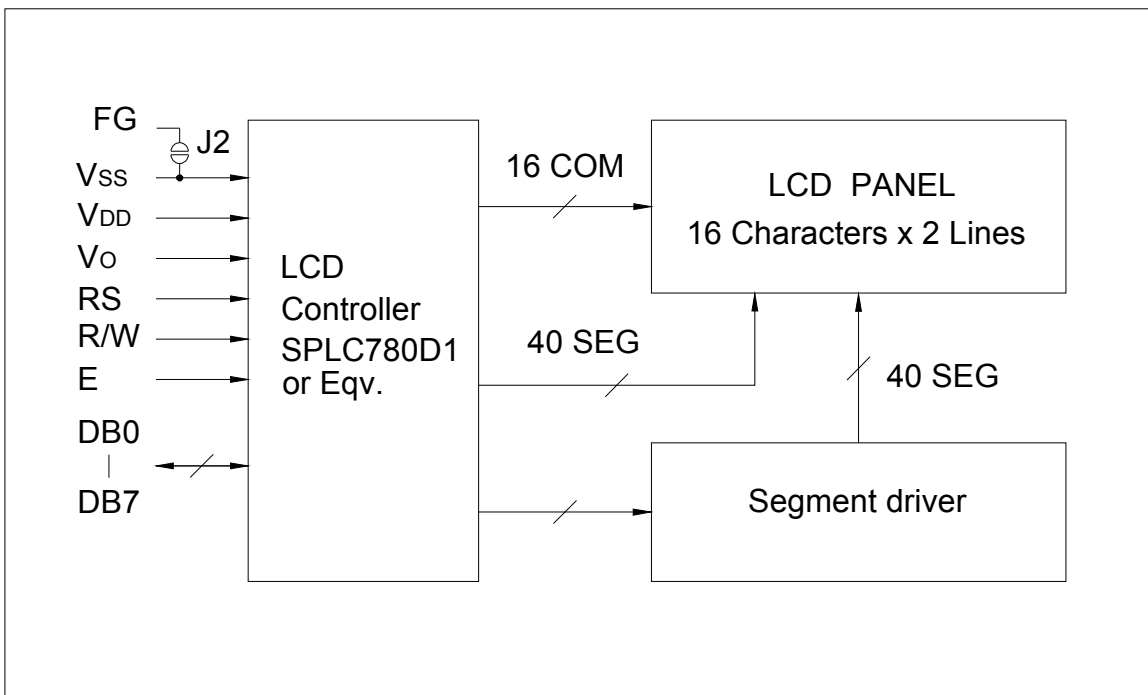 FG
J2
VSS
VDD
VO
RS
R/W
E
DB0
DB7
LCD
Controller
SPLC780D1
or Eqv.
16 COM
40 SEG
LCD PANEL
16 Characters x 2 Lines
40 SEG
Segment driver